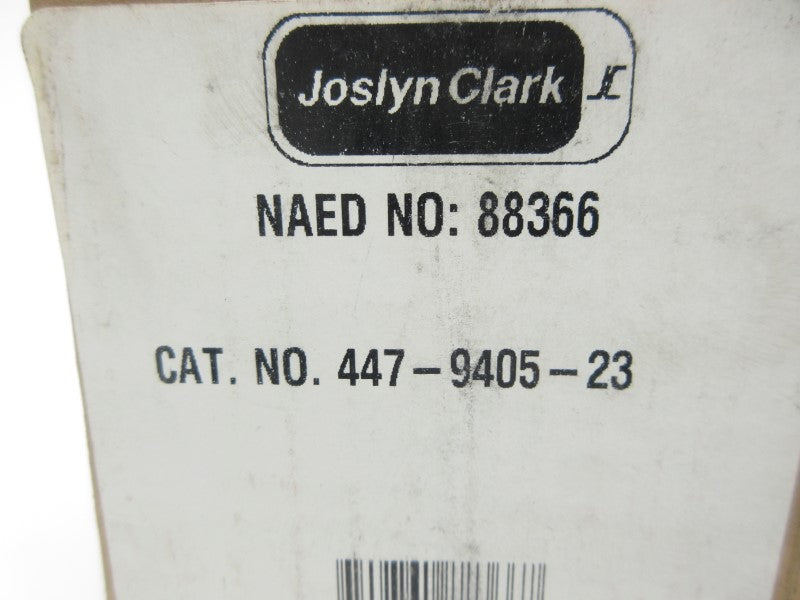 Joslyn Clark JC
NAED NO: 88366
CAT. NO. 447-9405-23